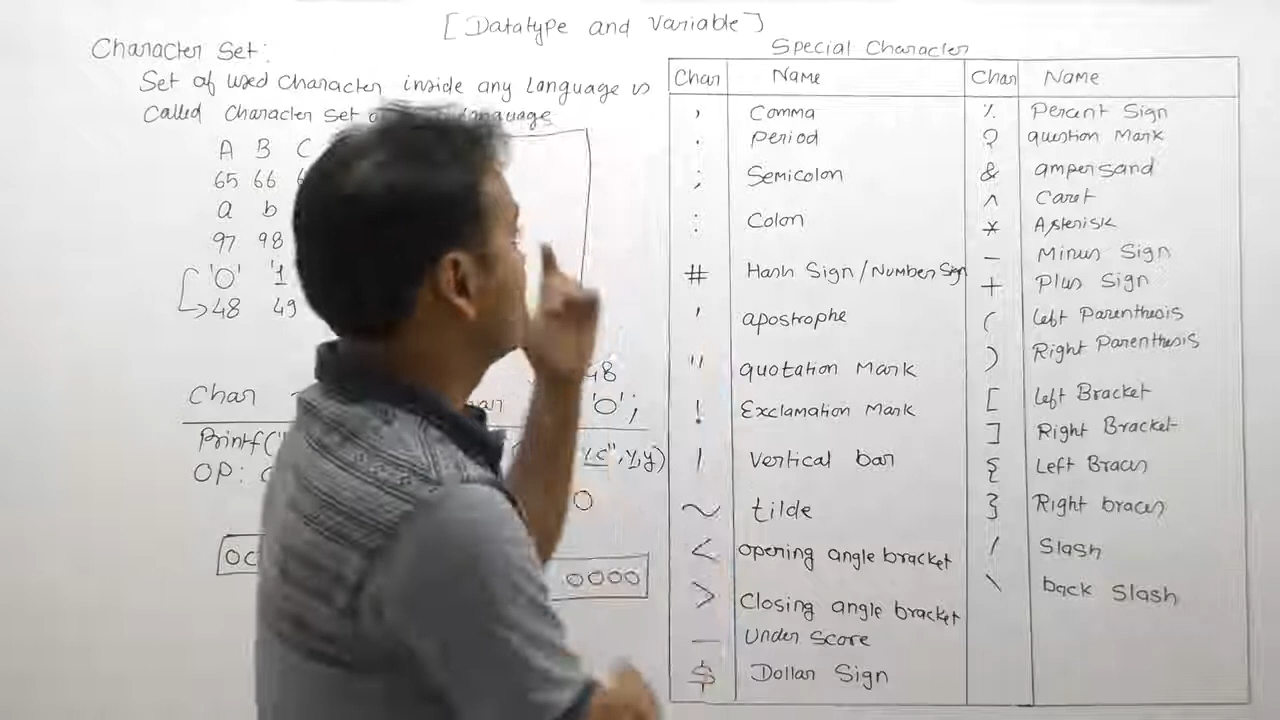 [Datatype and Variable]
Character Set:
Set of used Character inside any Language is
Called Character Set
A B C
65 66
a b
97 98
'0' '1
48 49
Char
48
'0';
Printf("
%c",y,y)
OP:
0
0000
Special Character
Char Name Char Name
, Comma % Percent Sign
. Period ? question Mark
; Semicolon & ampersand
: Colon ^ Caret
# Hash Sign/Number Sign * Asterisk
' apostrophe - Minus Sign
" quotation Mark + Plus Sign
! Exclamation Mark ( left Parenthesis
| Vertical bar ) Right Parenthesis
~ tilde [ left Bracket
< opening angle bracket ] Right Bracket
> Closing angle bracket { Left Braces
_ Under Score } Right braces
$ Dollar Sign / Slash
\ back Slash